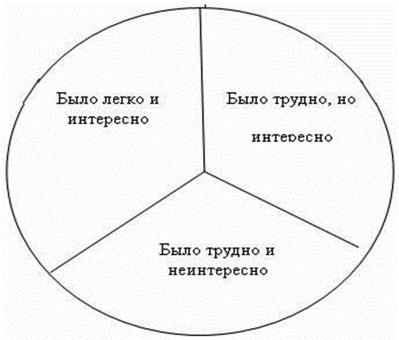 Было легко и
интересно
Было трудно, но
интересно
Было трудно и
неинтересно